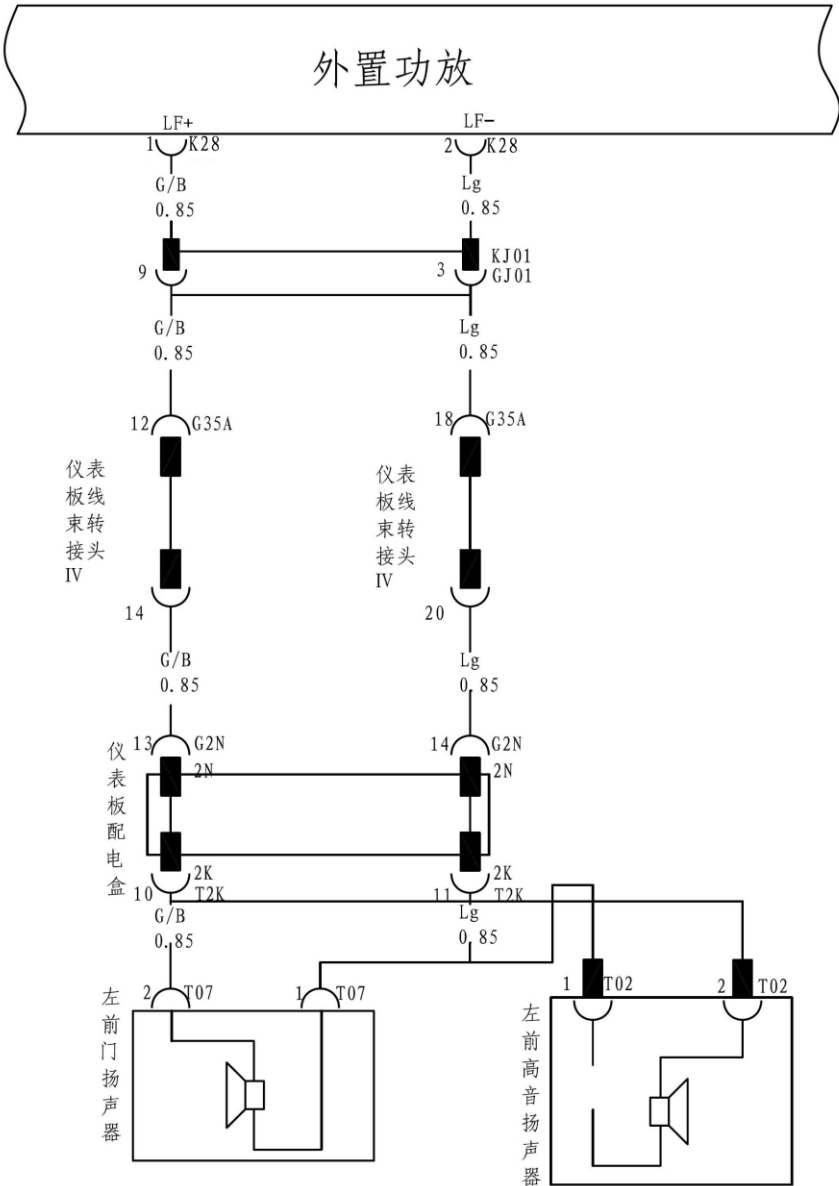 外置功放
LF+
LF-
1
K28
2
K28
G/B
Lg
0.85
0.85
KJ01
9
3
GJ01
G/B
Lg
0.85
0.85
12
G35A
18
G35A
仪表
板线
束转
接头
IV
仪表
板线
束转
接头
IV
14
20
G/B
Lg
0.85
0.85
仪表板配电盒
13
G2N
14
G2N
2N
2N
2K
2K
10
T2K
11
T2K
G/B
Lg
0.85
0.85
左前门扬声器
2
T07
1
T07
左前高音扬声器
1
T02
2
T02